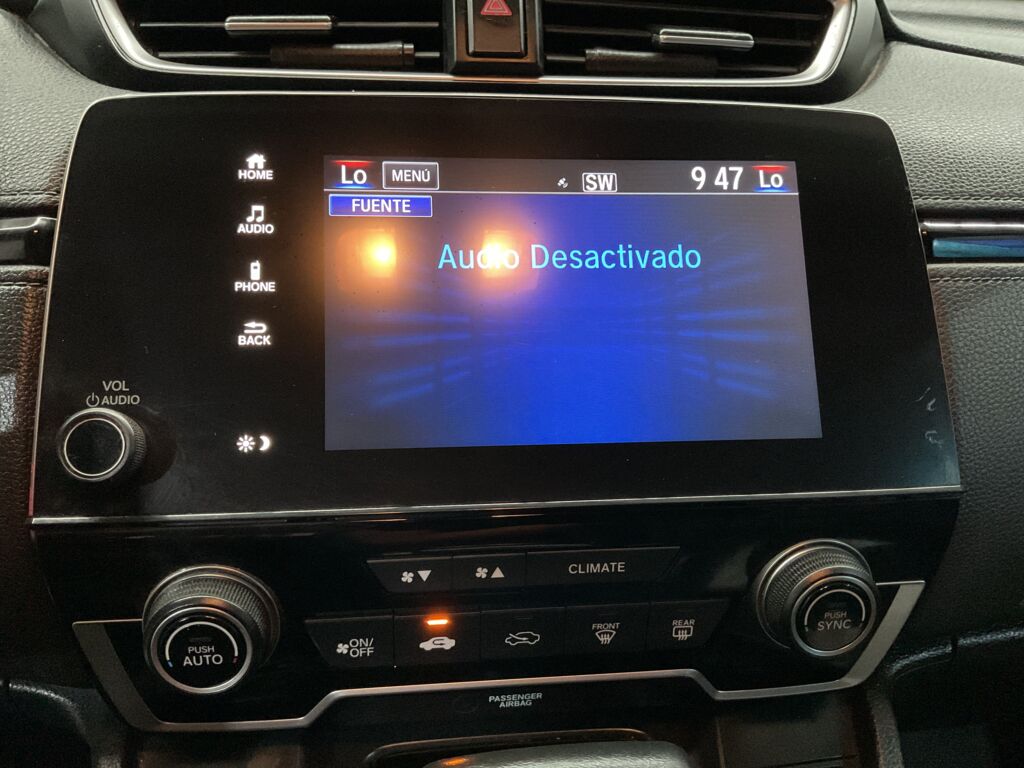 Lo MENÚ SW 9 47 Lo
FUENTE
Audio Desactivado
HOME
AUDIO
PHONE
BACK
VOL
AUDIO
CLIMATE
PUSH
AUTO
ON/
OFF
FRONT
REAR
PUSH
SYNC
PASSENGER
AIRBAG